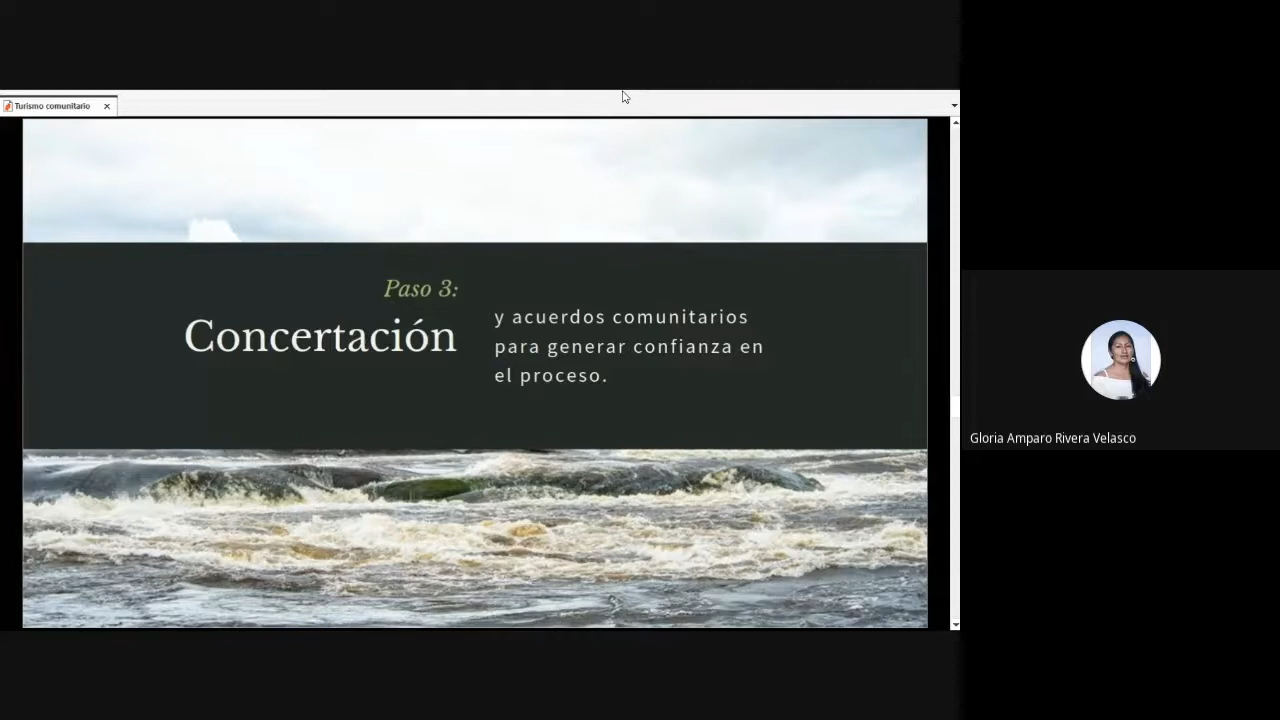 Turismo comunitario
Paso 3:
Concertación
y acuerdos comunitarios
para generar confianza en
el proceso.
Gloria Amparo Rivera Velasco